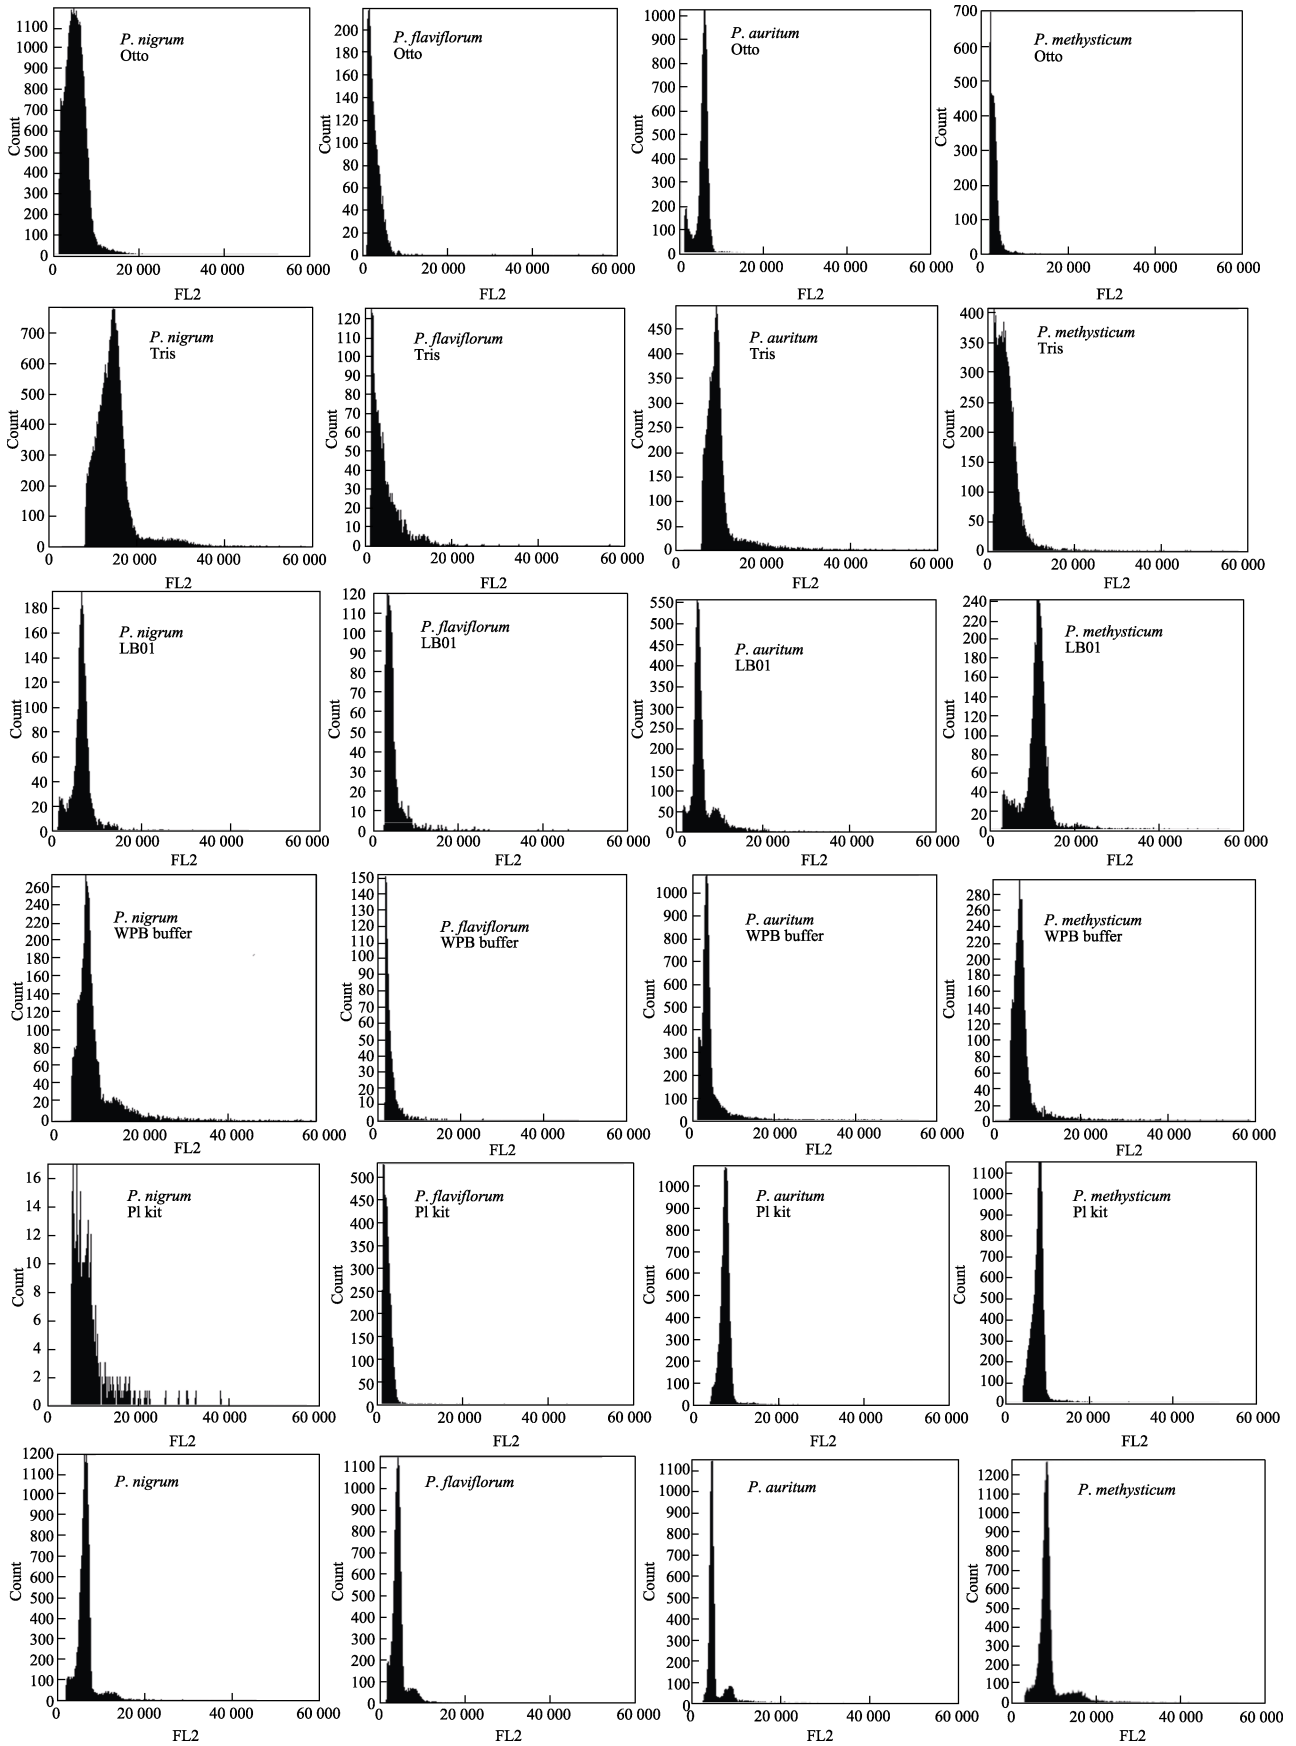 1100
1000
900
800
700
600
500
400
300
200
100
0
Count
P. nigrum
Otto
0 20 000 40 000 60 000
FL2
200
180
160
140
120
100
80
60
40
20
0
Count
P. flaviflorum
Otto
0 20 000 40 000 60 000
FL2
1000
900
800
700
600
500
400
300
200
100
0
Count
P. auritum
Otto
0 20 000 40 000 60 000
FL2
700
600
500
400
300
200
100
0
Count
P. methysticum
Otto
0 20 000 40 000 60 000
FL2
700
600
500
400
300
200
100
0
Count
P. nigrum
Tris
0 20 000 40 000 60 000
FL2
120
110
100
90
80
70
60
50
40
30
20
10
0
Count
P. flaviflorum
Tris
0 20 000 40 000 60 000
FL2
450
400
350
300
250
200
150
100
50
0
Count
P. auritum
Tris
0 20 000 40 000 60 000
FL2
400
350
300
250
200
150
100
50
0
Count
P. methysticum
Tris
0 20 000 40 000 60 000
FL2
180
160
140
120
100
80
60
40
20
0
Count
P. nigrum
LB01
0 20 000 40 000 60 000
FL2
120
110
100
90
80
70
60
50
40
30
20
10
0
Count
P. flaviflorum
LB01
0 20 000 40 000 60 000
FL2
550
500
450
400
350
300
250
200
150
100
50
0
Count
P. auritum
LB01
0 20 000 40 000 60 000
FL2
240
220
200
180
160
140
120
100
80
60
40
20
0
Count
P. methysticum
LB01
0 20 000 40 000 60 000
FL2
260
240
220
200
180
160
140
120
100
80
60
40
20
0
Count
P. nigrum
WPB buffer
0 20 000 40 000 60 000
FL2
150
140
130
120
110
100
90
80
70
60
50
40
30
20
10
0
Count
P. flaviflorum
WPB buffer
0 20 000 40 000 60 000
FL2
1000
900
800
700
600
500
400
300
200
100
0
Count
P. auritum
WPB buffer
0 20 000 40 000 60 000
FL2
280
260
240
220
200
180
160
140
120
100
80
60
40
20
0
Count
P. methysticum
WPB buffer
0 20 000 40 000 60 000
FL2
16
14
12
10
8
6
4
2
0
Count
P. nigrum
Pl kit
0 20 000 40 000 60 000
FL2
500
450
400
350
300
250
200
150
100
50
0
Count
P. flaviflorum
Pl kit
0 20 000 40 000 60 000
FL2
1000
900
800
700
600
500
400
300
200
100
0
Count
P. auritum
Pl kit
0 20 000 40 000 60 000
FL2
1100
1000
900
800
700
600
500
400
300
200
100
0
Count
P. methysticum
Pl kit
0 20 000 40 000 60 000
FL2
1200
1100
1000
900
800
700
600
500
400
300
200
100
0
Count
P. nigrum
0 20 000 40 000 60 000
FL2
1100
1000
900
800
700
600
500
400
300
200
100
0
Count
P. flaviflorum
0 20 000 40 000 60 000
FL2
1100
1000
900
800
700
600
500
400
300
200
100
0
Count
P. auritum
0 20 000 40 000 60 000
FL2
1200
1100
1000
900
800
700
600
500
400
300
200
100
0
Count
P. methysticum
0 20 000 40 000 60 000
FL2